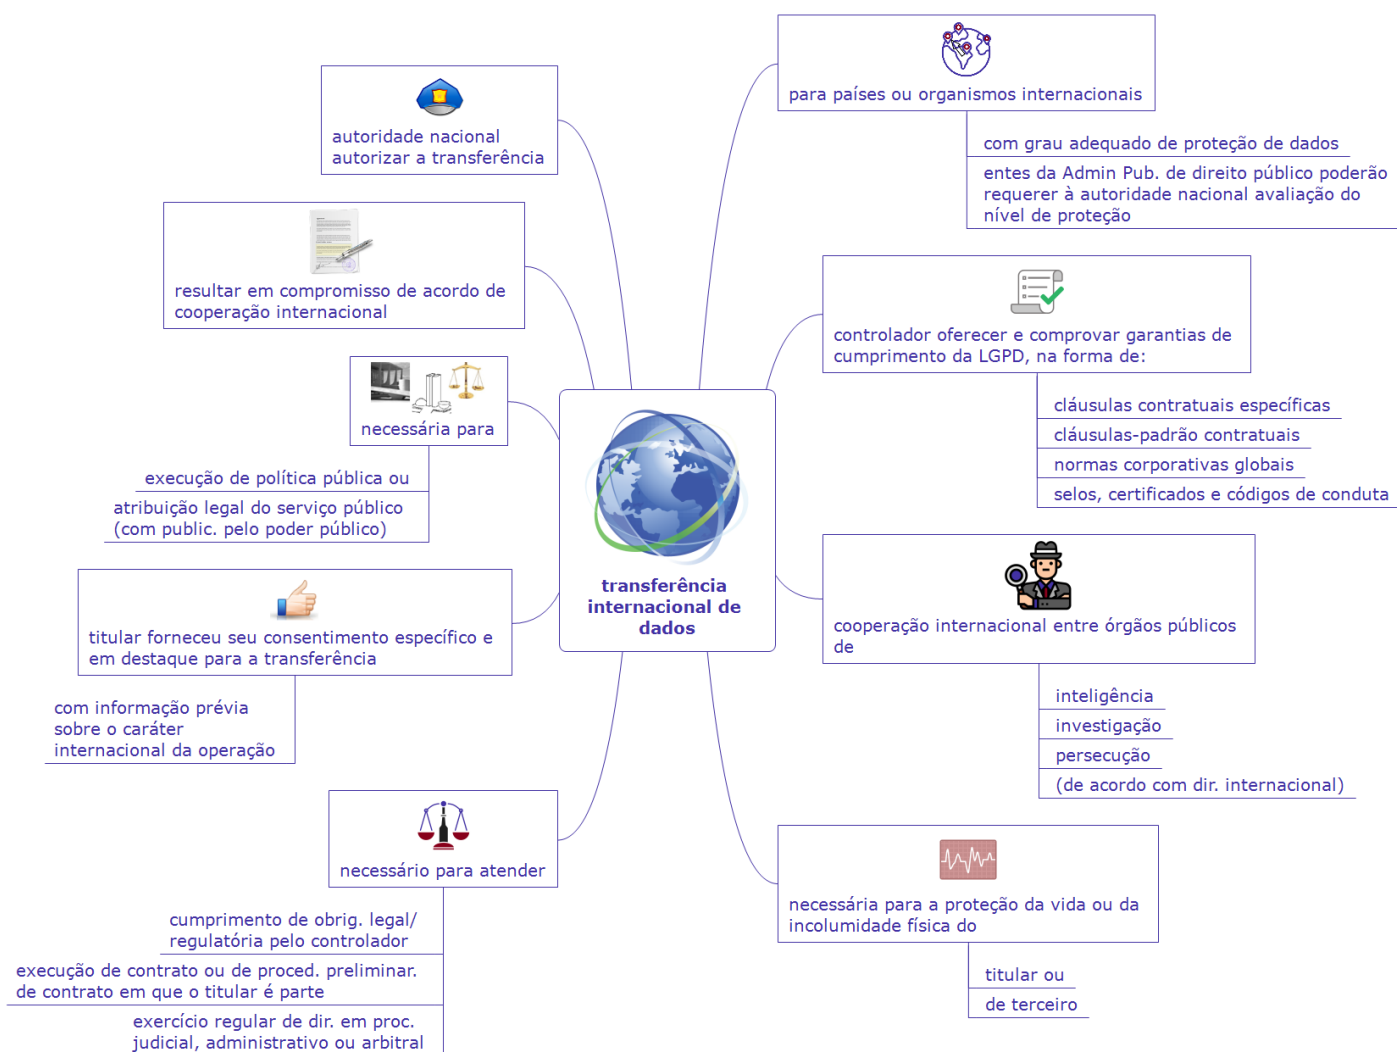 transferência
internacional de
dados
para países ou organismos internacionais
com grau adequado de proteção de dados
entes da Admin Pub. de direito público poderão
requerer à autoridade nacional avaliação do
nível de proteção
controlador oferecer e comprovar garantias de
cumprimento da LGPD, na forma de:
cláusulas contratuais específicas
cláusulas-padrão contratuais
normas corporativas globais
selos, certificados e códigos de conduta
cooperação internacional entre órgãos públicos
de
inteligência
investigação
persecução
(de acordo com dir. internacional)
necessária para a proteção da vida ou da
incolumidade física do
titular ou
de terceiro
autoridade nacional
autorizar a transferência
resultar em compromisso de acordo de
cooperação internacional
necessária para
execução de política pública ou
atribuição legal do serviço público
(com public. pelo poder público)
titular forneceu seu consentimento específico e
em destaque para a transferência
com informação prévia
sobre o caráter
internacional da operação
necessário para atender
cumprimento de obrig. legal/
regulatória pelo controlador
execução de contrato ou de proced. preliminar.
de contrato em que o titular é parte
exercício regular de dir. em proc.
judicial, administrativo ou arbitral